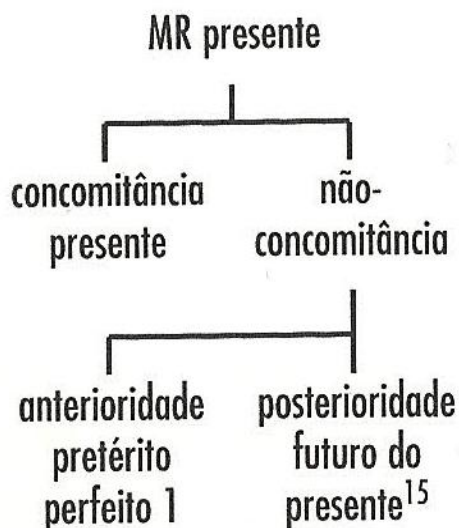 MR presente
concomitância
presente
não-
concomitância
anterioridade
pretérito
perfeito 1
posterioridade
futuro do
presente15